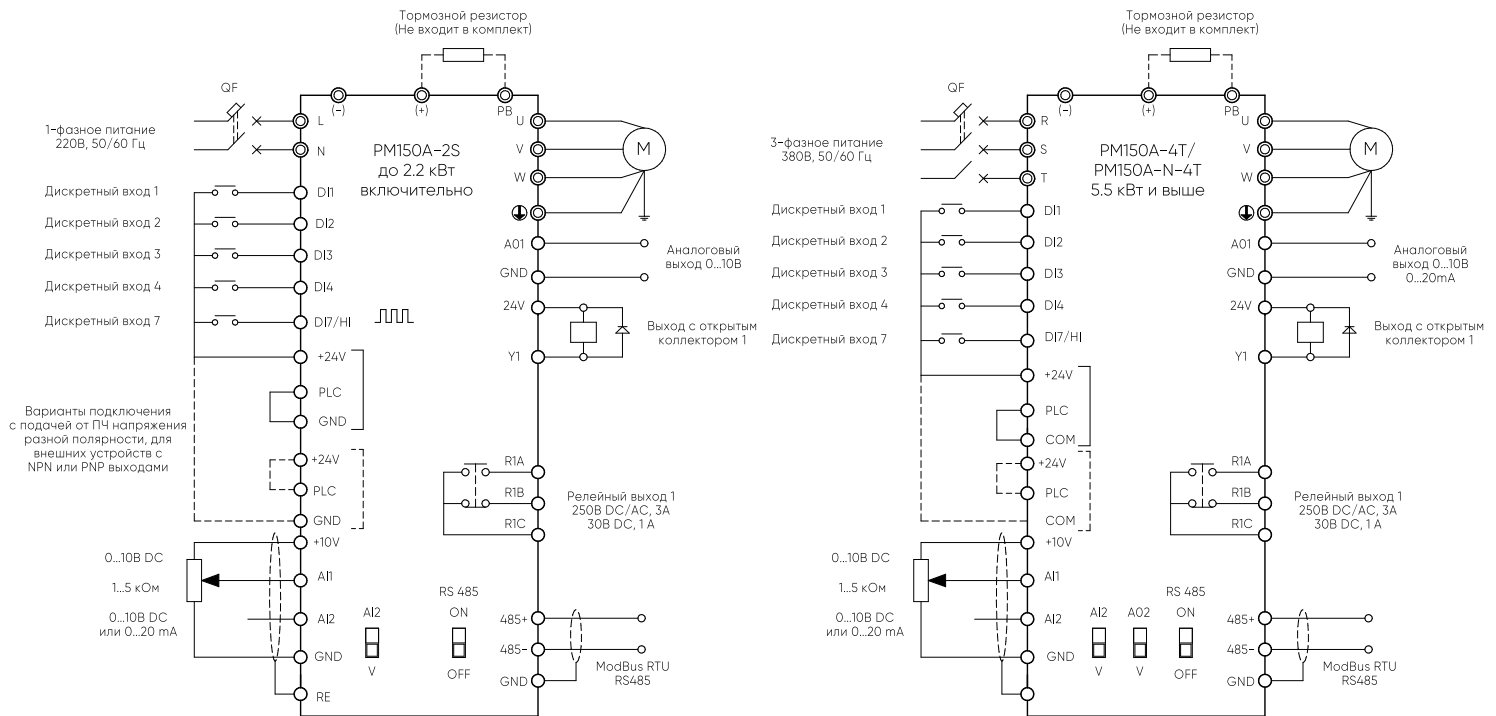 Тормозной резистор
(Не входит в комплект)
QF
(-)
(+)
PB
1-фазное питание
220В, 50/60 Гц
L
N
PM150A-2S
до 2.2 кВт
включительно
U
V
W
M
Дискретный вход 1
DI1
Дискретный вход 2
DI2
Дискретный вход 3
DI3
Дискретный вход 4
DI4
Дискретный вход 7
DI7/HI
A01
GND
Аналоговый
выход 0...10В
24V
Y1
Выход с открытым
коллектором 1
+24V
PLC
GND
Варианты подключения
с подачей от ПЧ напряжения
разной полярности, для
внешних устройств с
NPN или PNP выходами
+24V
PLC
GND
R1A
R1B
R1C
Релейный выход 1
250В DC/AC, 3A
30В DC, 1 A
+10V
0...10В DC
1...5 кОм
AI1
0...10В DC
или 0...20 mA
AI2
GND
RE
AI2
V
RS 485
ON
OFF
485+
485-
GND
ModBus RTU
RS485
Тормозной резистор
(Не входит в комплект)
QF
(-)
(+)
PB
3-фазное питание
380В, 50/60 Гц
R
S
T
PM150A-4T/
PM150A-N-4T
5.5 кВт и выше
U
V
W
M
Дискретный вход 1
DI1
Дискретный вход 2
DI2
Дискретный вход 3
DI3
Дискретный вход 4
DI4
Дискретный вход 7
DI7/HI
A01
GND
Аналоговый
выход 0...10В
0...20mA
24V
Y1
Выход с открытым
коллектором 1
+24V
PLC
COM
+24V
PLC
COM
R1A
R1B
R1C
Релейный выход 1
250В DC/AC, 3A
30В DC, 1 A
+10V
0...10В DC
1...5 кОм
AI1
0...10В DC
или 0...20 mA
AI2
GND
AI2
V
A02
V
RS 485
ON
OFF
485+
485-
GND
ModBus RTU
RS485